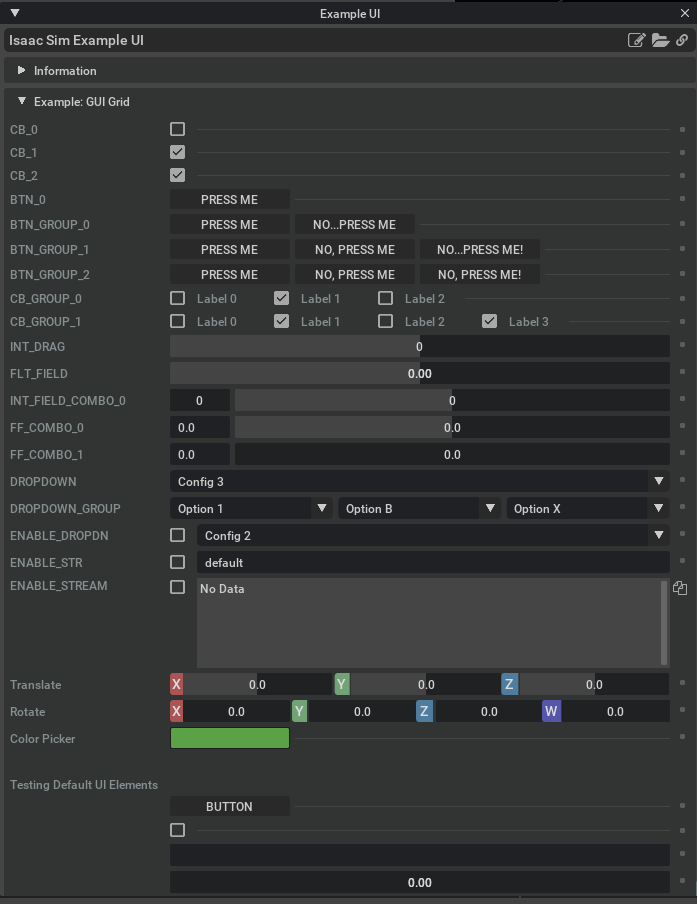 Example UI
Isaac Sim Example UI
Information
Example: GUI Grid
CB_0
CB_1
CB_2
BTN_0 PRESS ME
BTN_GROUP_0 PRESS ME NO...PRESS ME
BTN_GROUP_1 PRESS ME NO, PRESS ME NO...PRESS ME!
BTN_GROUP_2 PRESS ME NO, PRESS ME NO, PRESS ME!
CB_GROUP_0 Label 0 Label 1 Label 2
CB_GROUP_1 Label 0 Label 1 Label 2 Label 3
INT_DRAG 0
FLT_FIELD 0.00
INT_FIELD_COMBO_0 0 0
FF_COMBO_0 0.0 0.0
FF_COMBO_1 0.0 0.0
DROPDOWN Config 3
DROPDOWN_GROUP Option 1 Option B Option X
ENABLE_DROPDN Config 2
ENABLE_STR default
ENABLE_STREAM No Data
Translate X 0.0 Y 0.0 Z 0.0
Rotate X 0.0 Y 0.0 Z 0.0 W 0.0
Color Picker
Testing Default UI Elements
BUTTON
0.00